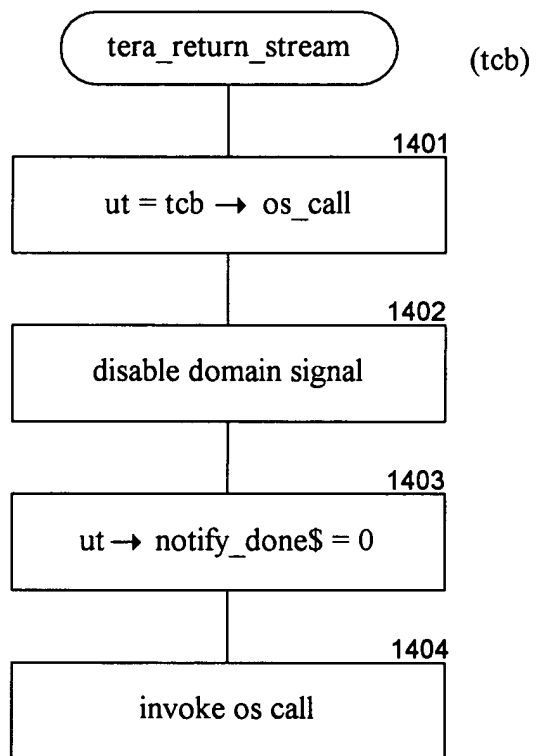 tera_return_stream
(tcb)
1401
ut = tcb → os_call
1402
disable domain signal
1403
ut → notify_done$ = 0
1404
invoke os call